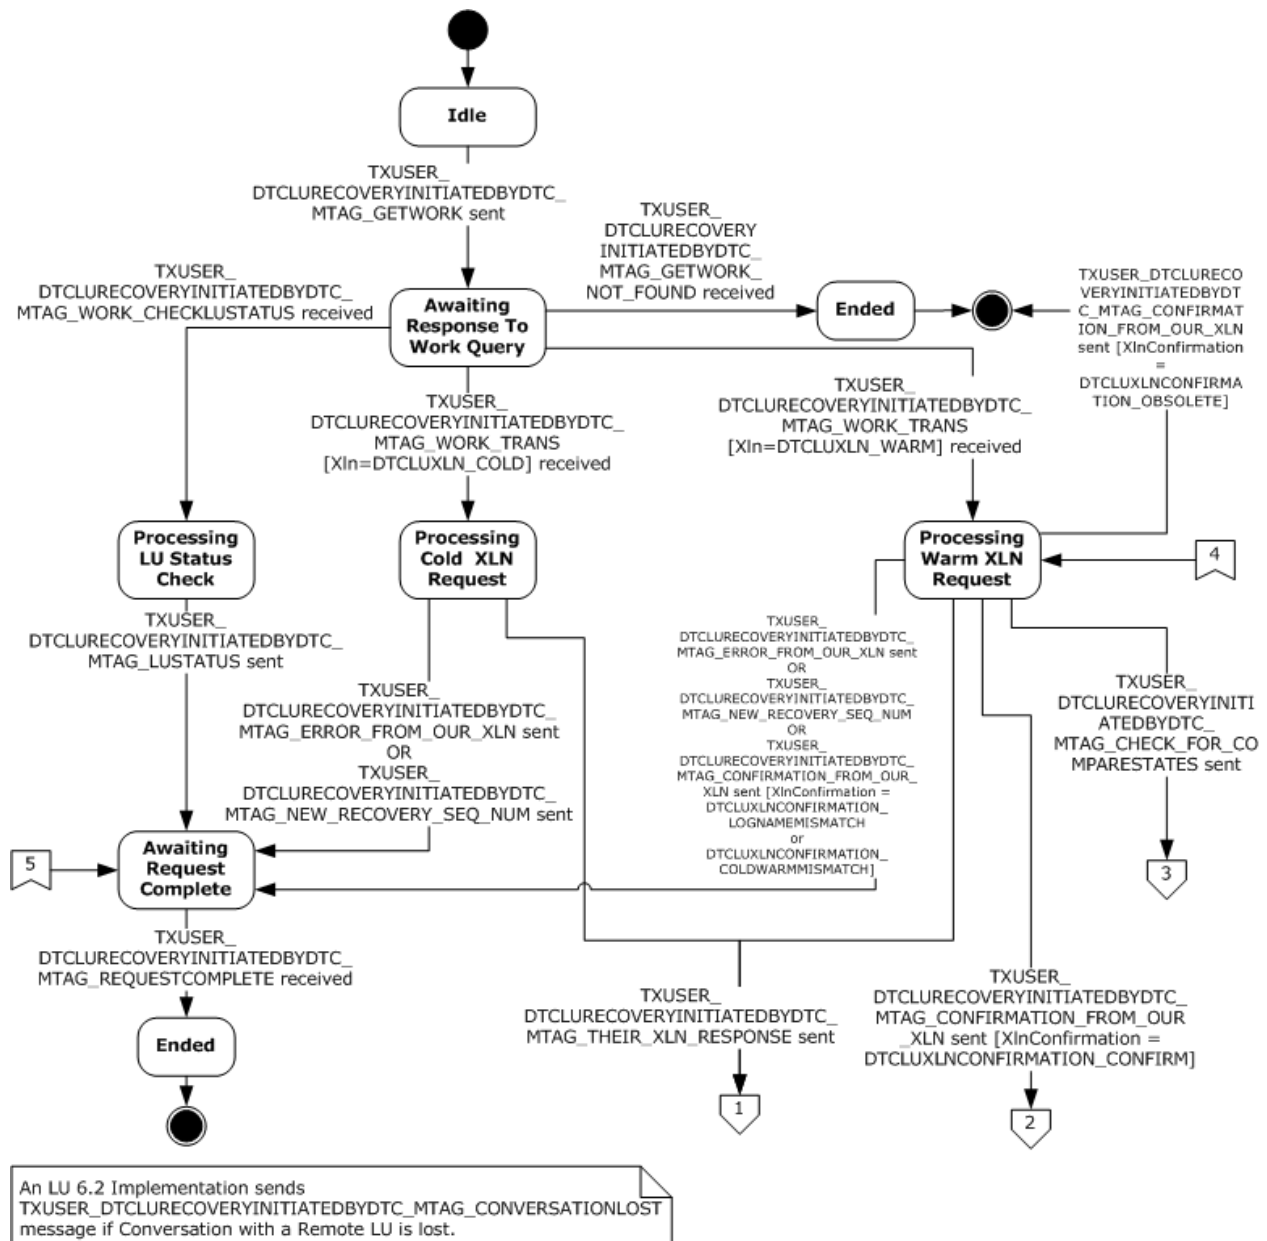 Idle
TXUSER_
DTCLURECOVERYINITIATEDBYDTC_
MTAG_GETWORK sent
TXUSER_
DTCLURECOVERY
INITIATEDBYDTC_
MTAG_GETWORK_
NOT_FOUND received
TXUSER_
DTCLURECOVERYINITIATEDBYDTC_
MTAG_WORK_CHECKLUSTATUS received
Awaiting
Response To
Work Query
Ended
TXUSER_DTCLURECO
VERYINITIATEDBYDT
C_MTAG_CONFIRMAT
ION_FROM_OUR_XLN
sent [XlnConfirmation
=
DTCLUXLNCONFIRMA
TION_OBSOLETE]
TXUSER_
DTCLURECOVERYINITIATEDBYDTC_
MTAG_WORK_TRANS
[Xln=DTCLUXLN_COLD] received
TXUSER_
DTCLURECOVERYINITIATEDBYDTC_
MTAG_WORK_TRANS
[Xln=DTCLUXLN_WARM] received
Processing
LU Status
Check
Processing
Cold XLN
Request
Processing
Warm XLN
Request
4
TXUSER_
DTCLURECOVERYINITIATEDBYDTC_
MTAG_LUSTATUS sent
TXUSER_
DTCLURECOVERYINITIATEDBYDTC_
MTAG_ERROR_FROM_OUR_XLN sent
OR
TXUSER_
DTCLURECOVERYINITIATEDBYDTC_
MTAG_NEW_RECOVERY_SEQ_NUM sent
TXUSER_
DTCLURECOVERYINITIATEDBYDTC_
MTAG_ERROR_FROM_OUR_XLN sent
OR
TXUSER_
DTCLURECOVERYINITIATEDBYDTC_
MTAG_NEW_RECOVERY_SEQ_NUM
OR
TXUSER_
DTCLURECOVERYINITIATEDBYDTC_
MTAG_CONFIRMATION_FROM_OUR_
XLN sent [XlnConfirmation =
DTCLUXLNCONFIRMATION_
LOGNAMEMISMATCH
or
DTCLUXLNCONFIRMATION_
COLDWARMMISMATCH]
TXUSER_
DTCLURECOVERYINITI
ATEDBYDTC_
MTAG_CHECK_FOR_CO
MPARESTATES sent
5
Awaiting
Request
Complete
3
TXUSER_
DTCLURECOVERYINITIATEDBYDTC_
MTAG_REQUESTCOMPLETE received
TXUSER_
DTCLURECOVERYINITIATEDBYDTC_
MTAG_THEIR_XLN_RESPONSE sent
TXUSER_
DTCLURECOVERYINITIATEDBYDTC_
MTAG_CONFIRMATION_FROM_OUR
_XLN sent [XlnConfirmation =
DTCLUXLNCONFIRMATION_CONFIRM]
Ended
1
2
An LU 6.2 Implementation sends
TXUSER_DTCLURECOVERYINITIATEDBYDTC_MTAG_CONVERSATIONLOST
message if Conversation with a Remote LU is lost.